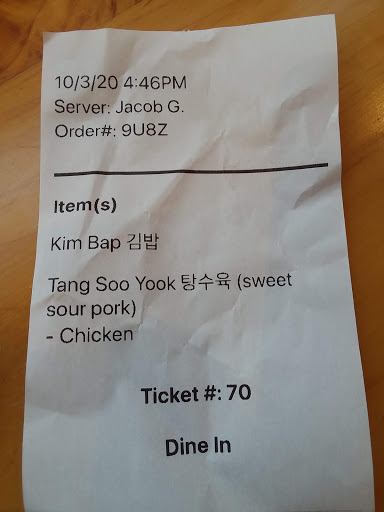 10/3/20 4:46PM
Server: Jacob G.
Order#: 9U8Z
Item(s)
Kim Bap 김밥
Tang Soo Yook 탕수육 (sweet
sour pork)
- Chicken
Ticket #: 70
Dine In